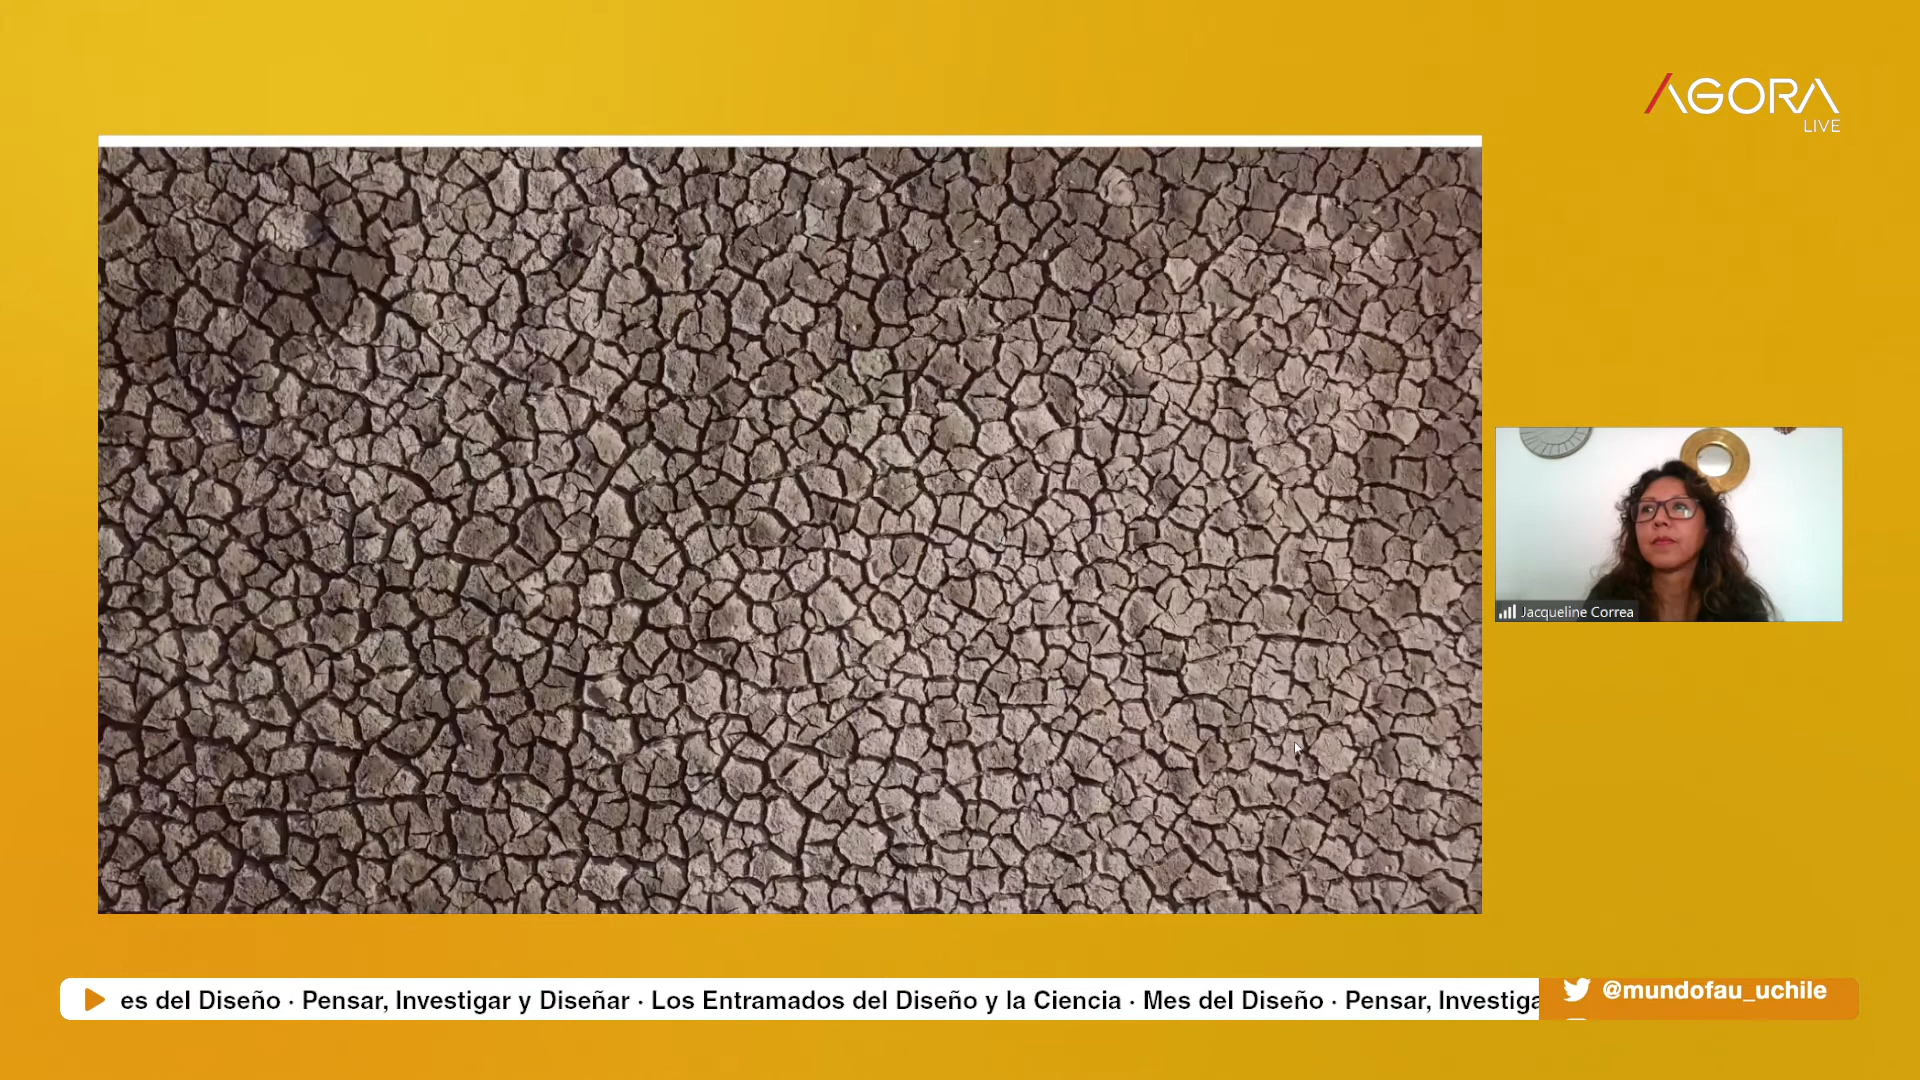 AGORA
LIVE
Jacqueline Correa
es del Diseño · Pensar, Investigar y Diseñar · Los Entramados del Diseño y la Ciencia · Mes del Diseño · Pensar, Investiga
@mundofau_uchile